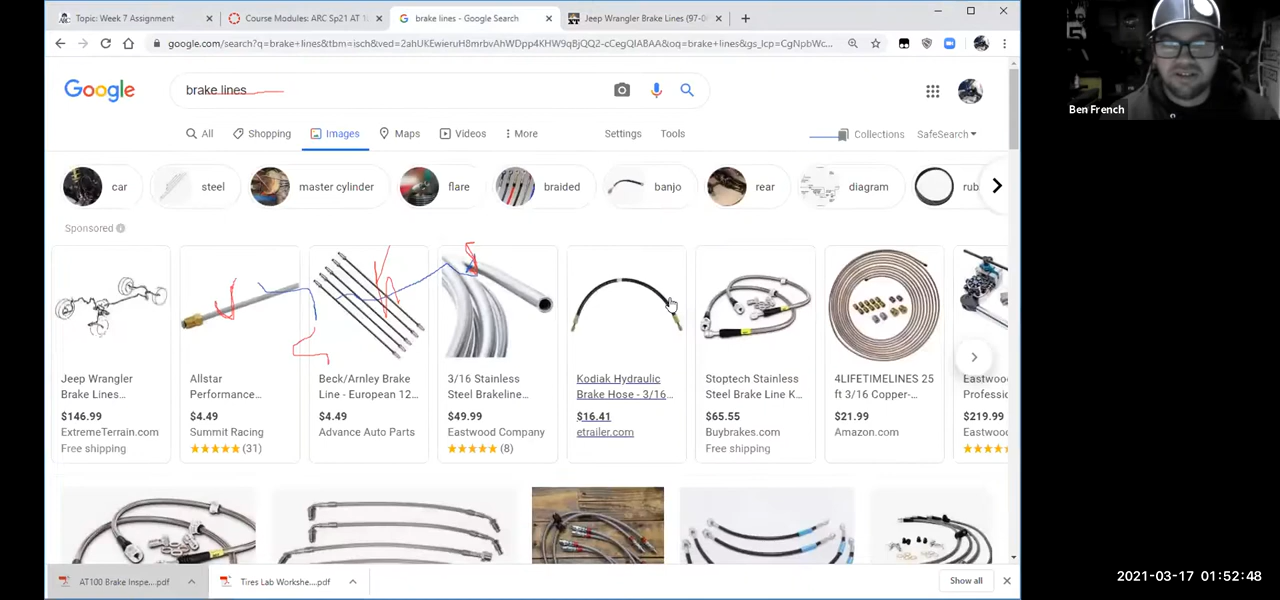 Topic: Week 7 Assignment
Course Modules: ARC Sp21 AT 1
brake lines - Google Search
Jeep Wrangler Brake Lines (97-0
google.com/search?q=brake+lines&tbm=isch&ved=2ahUKEwieruH8mrbvAhWDpp4KHW9qBjQQ2-cCegQIABAA&oq=brake+lines&gs_lcp=CgNpbWc...
Google
brake lines
All
Shopping
Images
Maps
Videos
More
Settings
Tools
Collections
SafeSearch
car
steel
master cylinder
flare
braided
banjo
rear
diagram
rub
Sponsored
Jeep Wrangler
Brake Lines...
$146.99
ExtremeTerrain.com
Free shipping
Allstar
Performance...
$4.49
Summit Racing
(31)
Beck/Arnley Brake
Line - European 12...
$4.49
Advance Auto Parts
3/16 Stainless
Steel Brakeline...
$49.99
Eastwood Company
(8)
Kodiak Hydraulic
Brake Hose - 3/16...
$16.41
etrailer.com
Stoptech Stainless
Steel Brake Line K...
$65.55
Buybrakes.com
Free shipping
4LIFETIMELINES 25
ft 3/16 Copper-...
$21.99
Amazon.com
Eastwood
Professio
$219.99
Eastwood
AT100 Brake Inspe....pdf
Tires Lab Workshe....pdf
Show all
Ben French
2021-03-17 01:52:48